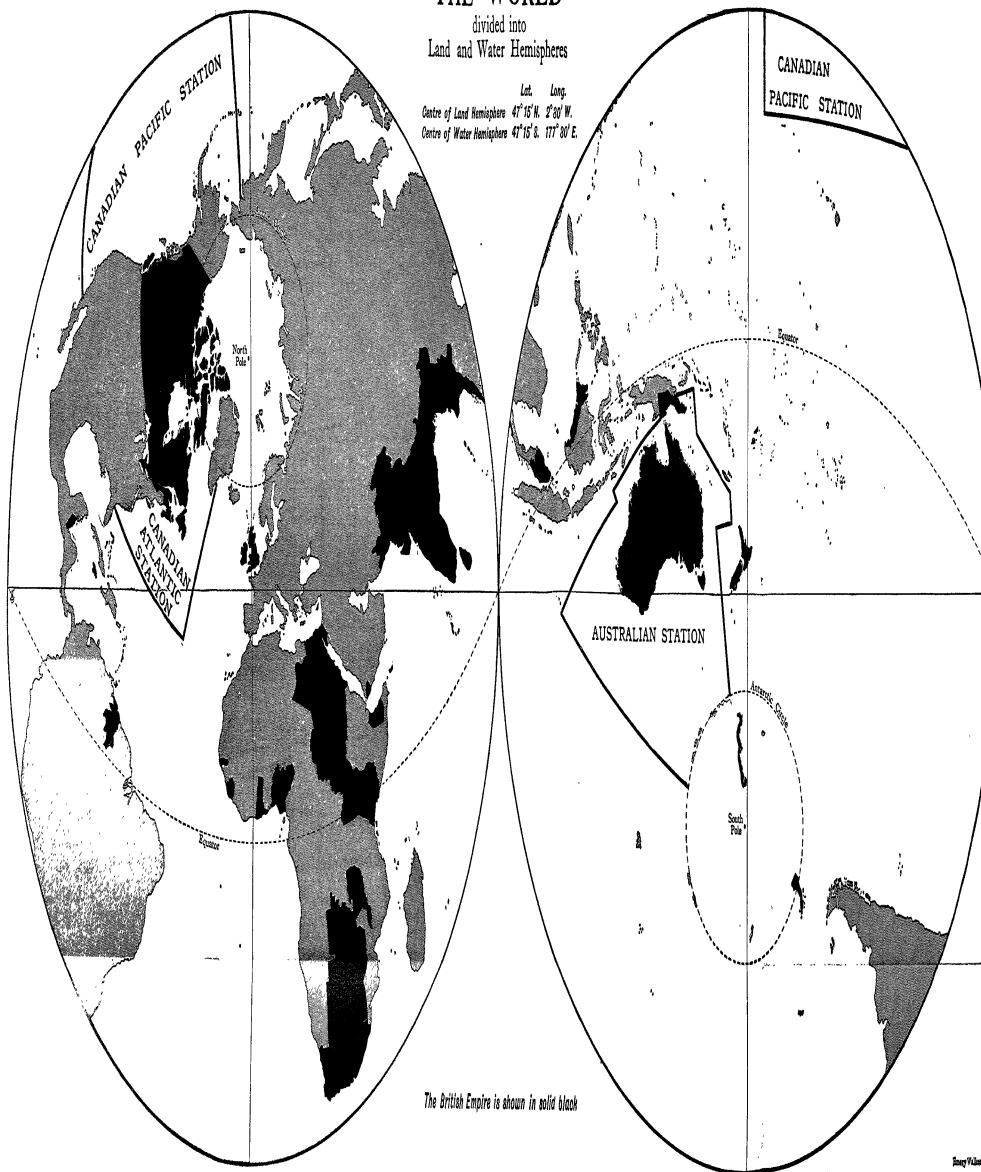 THE WORLD
divided into
Land and Water Hemispheres
Lat. Long.
Centre of Land Hemisphere 47° 15' N. 2° 30' W.
Centre of Water Hemisphere 47° 15' S. 177° 30' E.
CANADIAN PACIFIC STATION
North
Pole
CANADIAN
ATLANTIC
STATION
Equator
CANADIAN
PACIFIC STATION
Equator
AUSTRALIAN STATION
Antarctic Circle
South
Pole
The British Empire is shown in solid black
Emery Walker